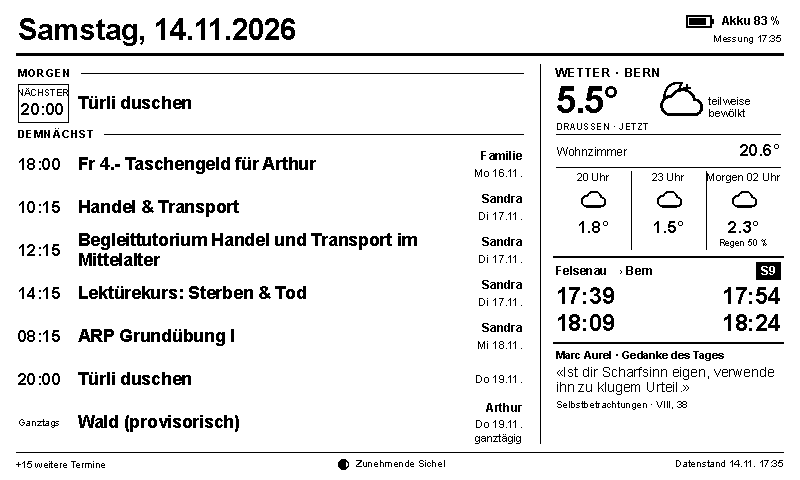 Samstag, 14.11.2026
Akku 83 %
Messung 17:35
MORGEN
NÄCHSTER
20:00
Türli duschen
DEMNÄCHST
18:00 Fr 4.- Taschengeld für Arthur
Familie
Mo 16.11.
10:15 Handel & Transport
Sandra
Di 17.11.
12:15 Begleittutorium Handel und Transport im
Mittelalter
Sandra
Di 17.11.
14:15 Lektürekurs: Sterben & Tod
Sandra
Di 17.11.
08:15 ARP Grundübung I
Sandra
Mi 18.11.
20:00 Türli duschen
Do 19.11.
Ganztags Wald (provisorisch)
Arthur
Do 19.11.
ganztägig
WETTER · BERN
5.5°
teilweise
bewölkt
DRAUSSEN · JETZT
Wohnzimmer 20.6°
20 Uhr 23 Uhr Morgen 02 Uhr
1.8° 1.5° 2.3°
Regen 50 %
Felsenau › Bern S9
17:39 17:54
18:09 18:24
Marc Aurel · Gedanke des Tages
«Ist dir Scharfsinn eigen, verwende
ihn zu klugem Urteil.»
Selbstbetrachtungen · VIII, 38
+15 weitere Termine
Zunehmende Sichel
Datenstand 14.11. 17:35